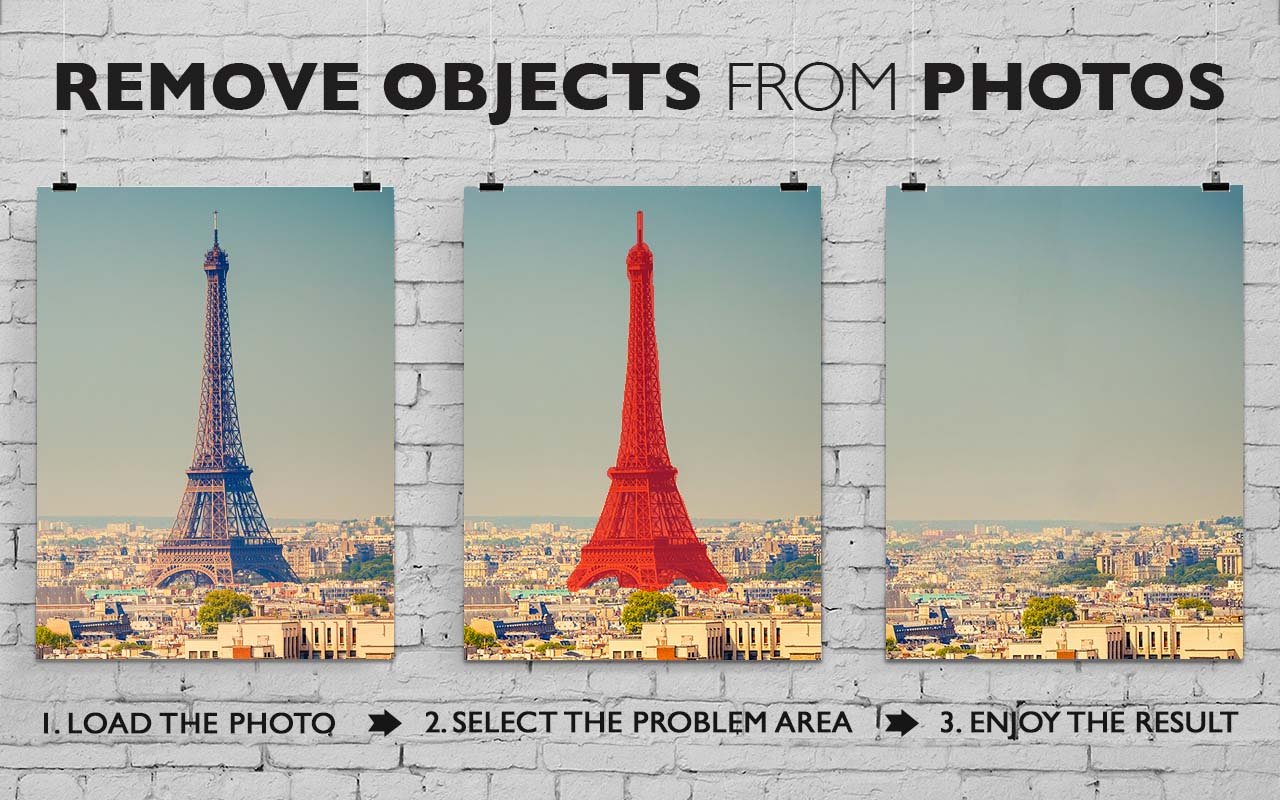 REMOVE OBJECTS FROM PHOTOS
1. LOAD THE PHOTO
2. SELECT THE PROBLEM AREA
3. ENJOY THE RESULT